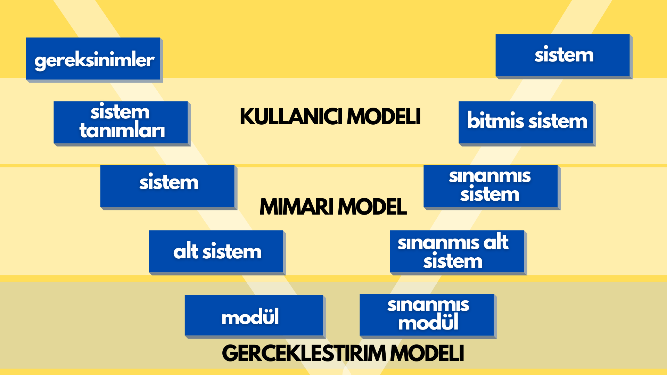 gereksinimler
sistem
sistem
tanımları
KULLANICI MODELI
bitmis sistem
sistem
sınanmıs
sistem
MIMARI MODEL
alt sistem
sınanmıs alt
sistem
modül
sınanmıs
modül
GERCEKLESTIRIM MODELI